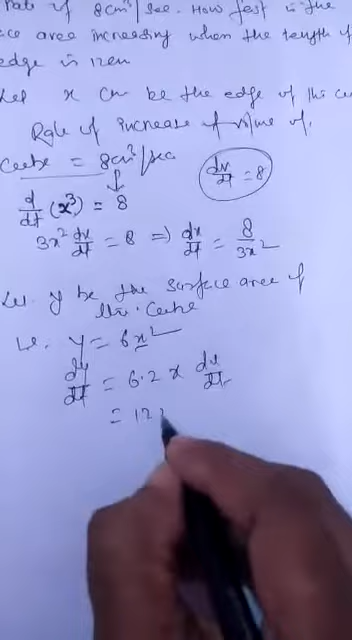 rate of 8cm³/sec. How fast is the
ce area increasing when the length of
edge is 12cm
Let x cm be the edge of the cu
Rate of increase of volume of
Cube = 8cm³/sec
dv/dt = 8
d/dt (x³) = 8
3x² dx/dt = 8 ⇒ dx/dt = 8/3x²
Let y be the surface area of
the Cube
i.e. y = 6x²
dy/dt = 6.2 x dx/dt
= 12